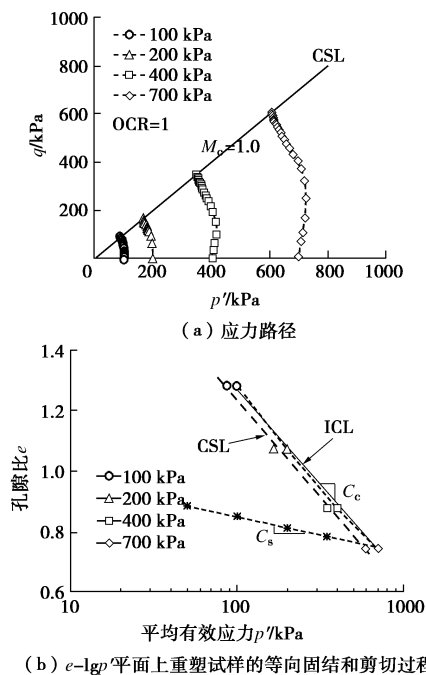 1000
800
600
400
200
0
q/kPa
100 kPa
200 kPa
400 kPa
700 kPa
OCR=1
CSL
Mc=1.0
200
400
600
800
1000
p′/kPa
（a）应力路径
1.4
1.2
1.0
0.8
0.6
孔隙比e
CSL
ICL
100 kPa
200 kPa
400 kPa
700 kPa
Cc
Cs
10
100
1000
平均有效应力p′/kPa
（b）e-lgp′平面上重塑试样的等向固结和剪切过程